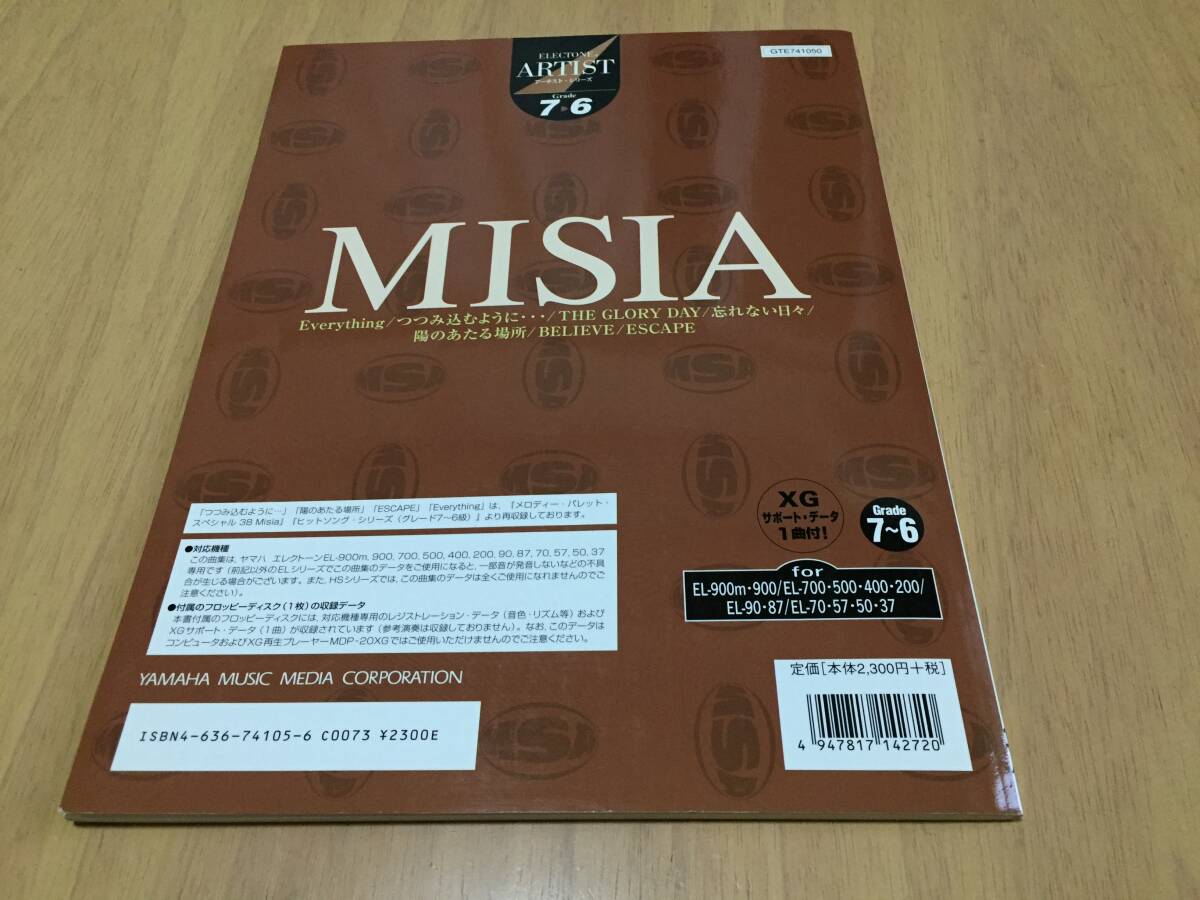 ELECTONE
ARTIST
アーチスト・シリーズ
Grade
7▶6
GTE741050
MISIA
Everything/つつみ込むように・・・/THE GLORY DAY/忘れない日々/
陽のあたる場所/BELIEVE/ESCAPE
「つつみ込むように…」「陽のあたる場所」「ESCAPE」「Everything」は、『メロディー・パレット・
スペシャル 3B Misia』『ヒットソング・シリーズ(グレード7〜6級)』より再収録しております。
●対応機種
この曲集は、ヤマハ エレクトーンEL-900m, 900, 700, 500, 400, 200, 90, 87, 70, 57, 50, 37
専用です(前記以外のELシリーズでこの曲集のデータをご使用になると、一部音が発音しないなどの不具
合が生じる場合がございます。また、HSシリーズでは、この曲集のデータは全くご使用になれませんのでご
注意ください)。
●付属のフロッピーディスク(1枚)の収録データ
本書付属のフロッピーディスクには、対応機種専用のレジストレーション・データ(音色・リズム等)および
XGサポート・データ(1曲)が収録されています(参考演奏は収録しておりません)。なお、このデータは
コンピュータおよびXG再生プレーヤーMDP-20XGではご使用いただけませんのでご注意ください。
XG
サポート・データ
1曲付!
Grade
7〜6
for
EL-900m・900/EL-700・500・400・200/
EL-90・87/EL-70・57・50・37
YAMAHA MUSIC MEDIA CORPORATION
ISBN4-636-74105-6 C0073 ¥2300E
定価[本体2,300円+税]
4 947817 142720
MISIA